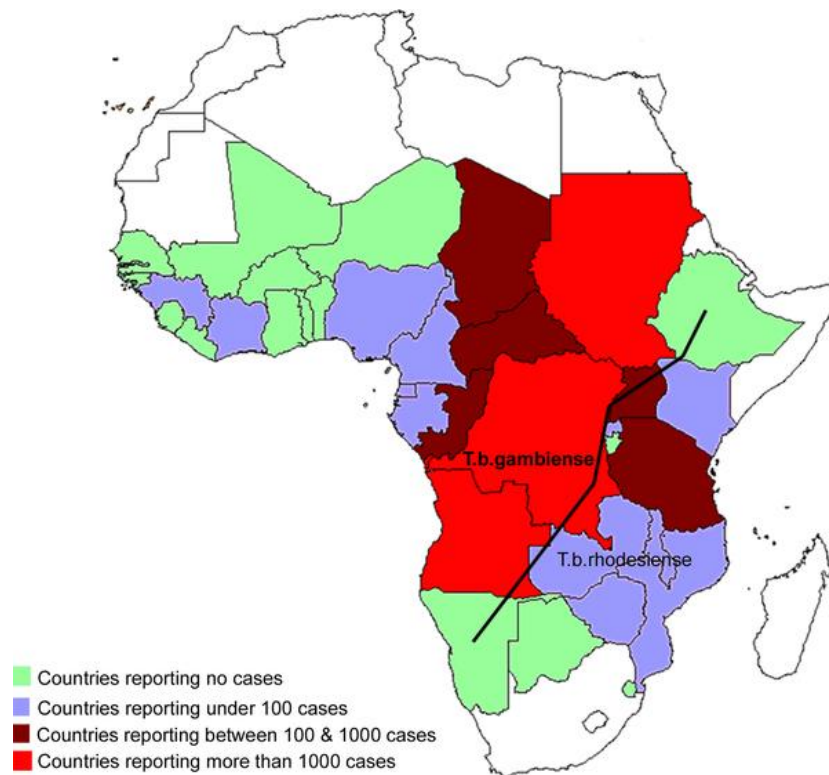 T.b.gambiense
T.b.rhodesiense
Countries reporting no cases
Countries reporting under 100 cases
Countries reporting between 100 & 1000 cases
Countries reporting more than 1000 cases